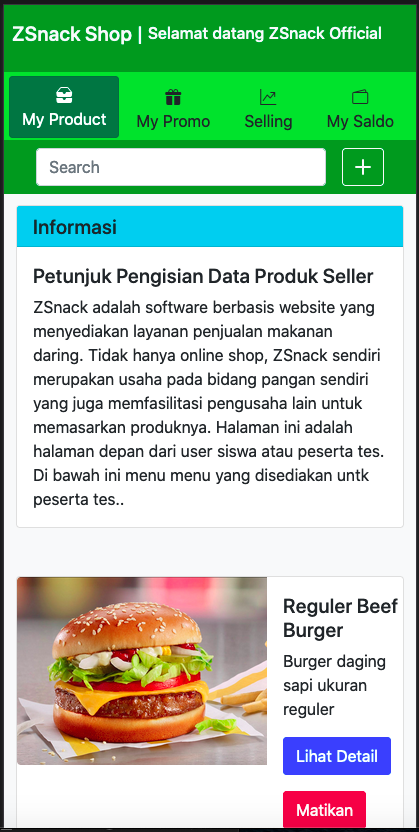 ZSnack Shop | Selamat datang ZSnack Official
My Product
My Promo
Selling
My Saldo
Search
Informasi
Petunjuk Pengisian Data Produk Seller
ZSnack adalah software berbasis website yang
menyediakan layanan penjualan makanan
daring. Tidak hanya online shop, ZSnack sendiri
merupakan usaha pada bidang pangan sendiri
yang juga memfasilitasi pengusaha lain untuk
memasarkan produknya. Halaman ini adalah
halaman depan dari user siswa atau peserta tes.
Di bawah ini menu menu yang disediakan untk
peserta tes..
Reguler Beef
Burger
Burger daging
sapi ukuran
reguler
Lihat Detail
Matikan